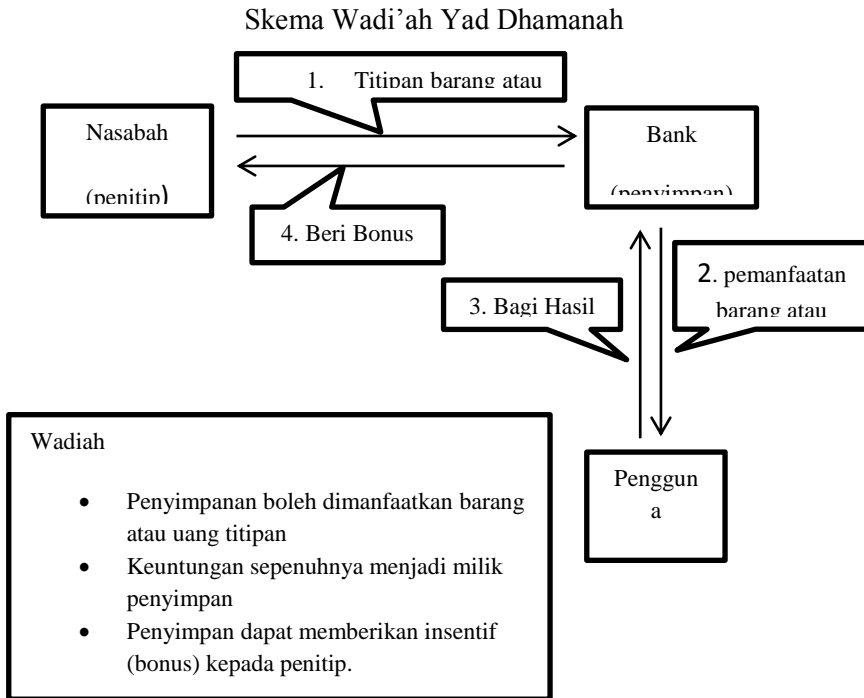 Skema Wadi’ah Yad Dhamanah
1. Titipan barang atau
Nasabah
(penitip)
Bank
(penyimpan)
4. Beri Bonus
2. pemanfaatan
barang atau
3. Bagi Hasil
Penggun
a
Wadiah
• Penyimpanan boleh dimanfaatkan barang
atau uang titipan
• Keuntungan sepenuhnya menjadi milik
penyimpan
• Penyimpan dapat memberikan insentif
(bonus) kepada penitip.